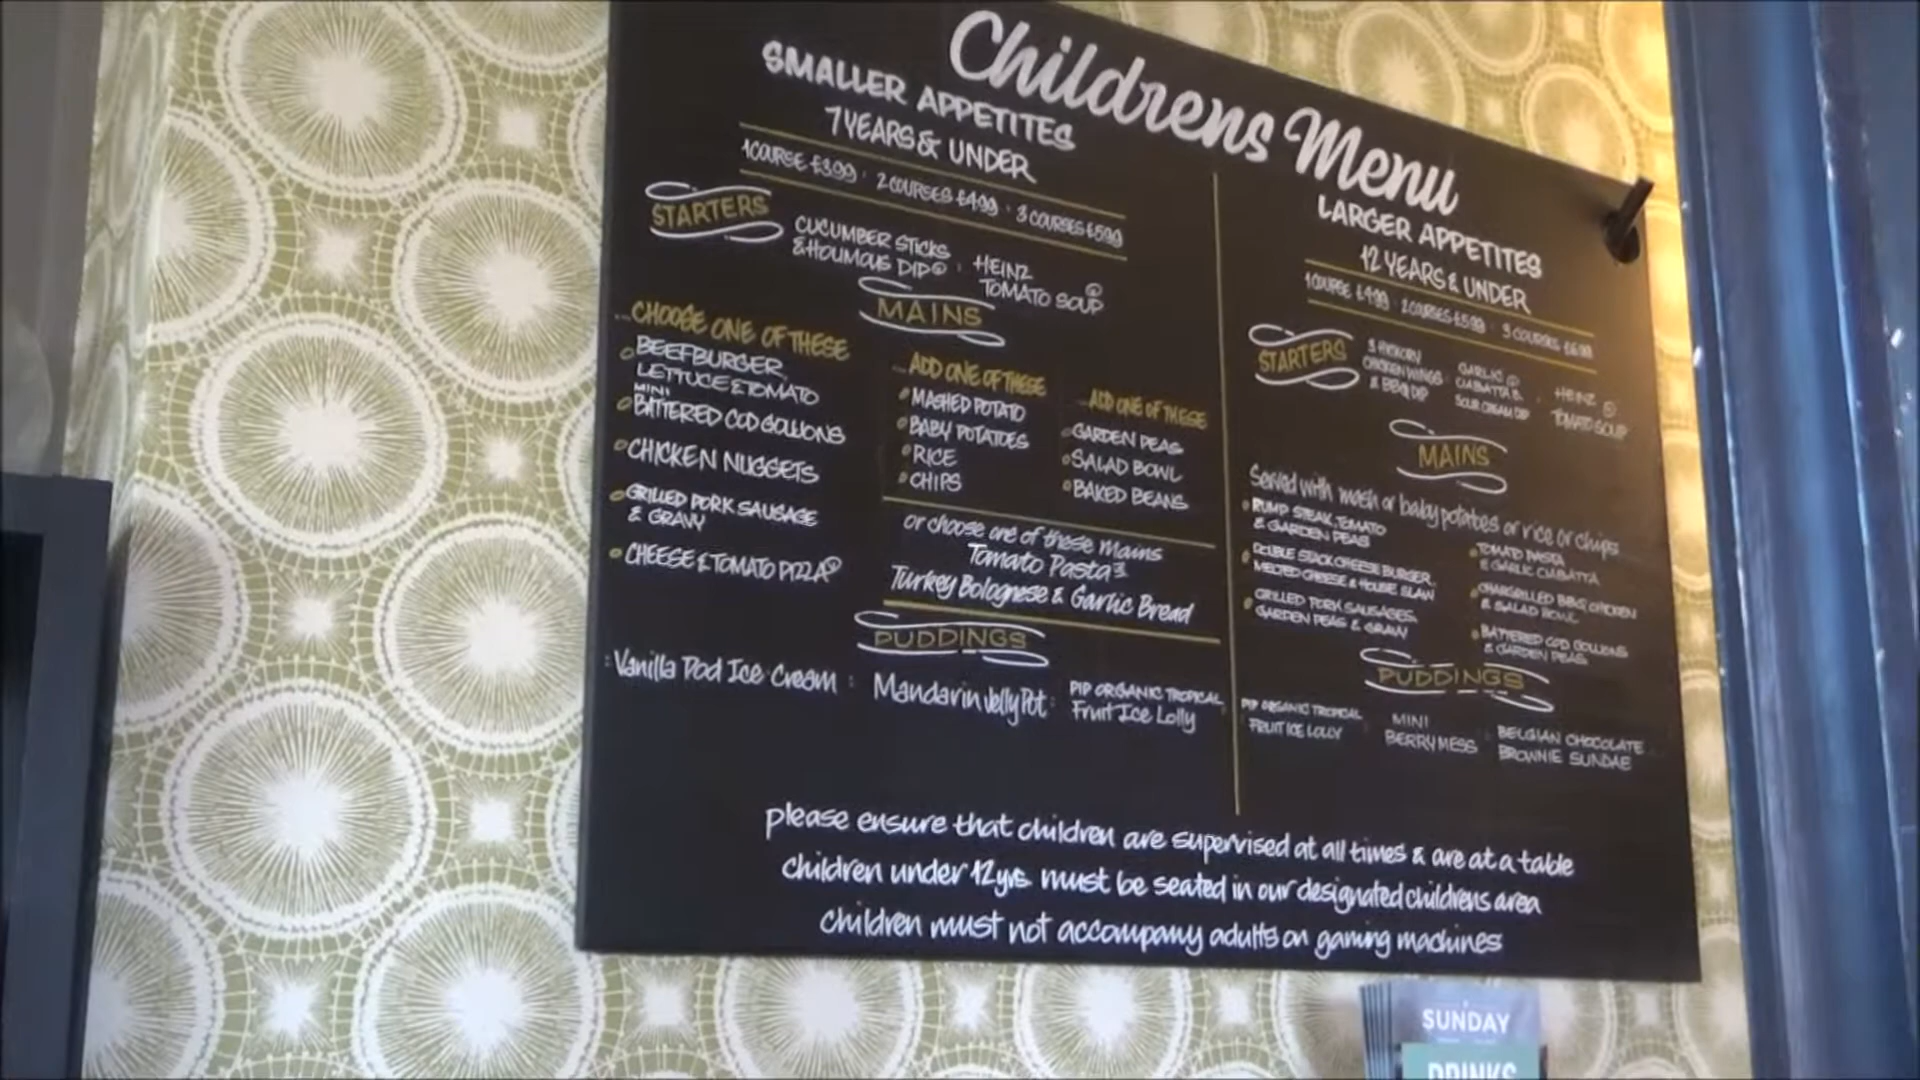 Childrens Menu
SMALLER APPETITES
7 YEARS & UNDER
1 COURSE £3.99 · 2 COURSES £4.99 · 3 COURSES £5.99
STARTERS
CUCUMBER STICKS
& HOUMOUS DIP
HEINZ
TOMATO SOUP
MAINS
CHOOSE ONE OF THESE
BEEFBURGER,
LETTUCE & TOMATO
MINI
BATTERED COD GOUJONS
CHICKEN NUGGETS
GRILLED PORK SAUSAGE
& GRAVY
CHEESE & TOMATO PIZZA
ADD ONE OF THESE
MASHED POTATO
BABY POTATOES
RICE
CHIPS
ADD ONE OF THESE
GARDEN PEAS
SALAD BOWL
BAKED BEANS
or choose one of these mains
Tomato Pasta
Turkey Bolognese & Garlic Bread
PUDDINGS
Vanilla Pod Ice Cream
Mandarin Jelly Pot
PIP ORGANIC TROPICAL
Fruit Ice Lolly
LARGER APPETITES
12 YEARS & UNDER
1 COURSE £4.99 · 2 COURSES £5.99 · 3 COURSES £6.99
STARTERS
3 HICKORY
CHICKEN WINGS
& BBQ DIP
GARLIC
CIABATTA &
SOUR CREAM DIP
HEINZ
TOMATO SOUP
MAINS
Served with mash or baby potatoes or rice or chips
RUMP STEAK, TOMATO
& GARDEN PEAS
DOUBLE STACK CHEESE BURGER,
MELTED CHEESE & HOUSE SLAW
GRILLED PORK SAUSAGES,
GARDEN PEAS & GRAVY
TOMATO PASTA
& GARLIC CIABATTA
CHARGRILLED BBQ CHICKEN
& SALAD BOWL
BATTERED COD GOUJONS
& GARDEN PEAS
PUDDINGS
PIP ORGANIC TROPICAL
FRUIT ICE LOLLY
MINI
BERRY MESS
BELGIAN CHOCOLATE
BROWNIE SUNDAE
please ensure that children are supervised at all times & are at a table
children under 12yrs must be seated in our designated childrens area
children must not accompany adults on gaming machines
SUNDAY
DRINKS